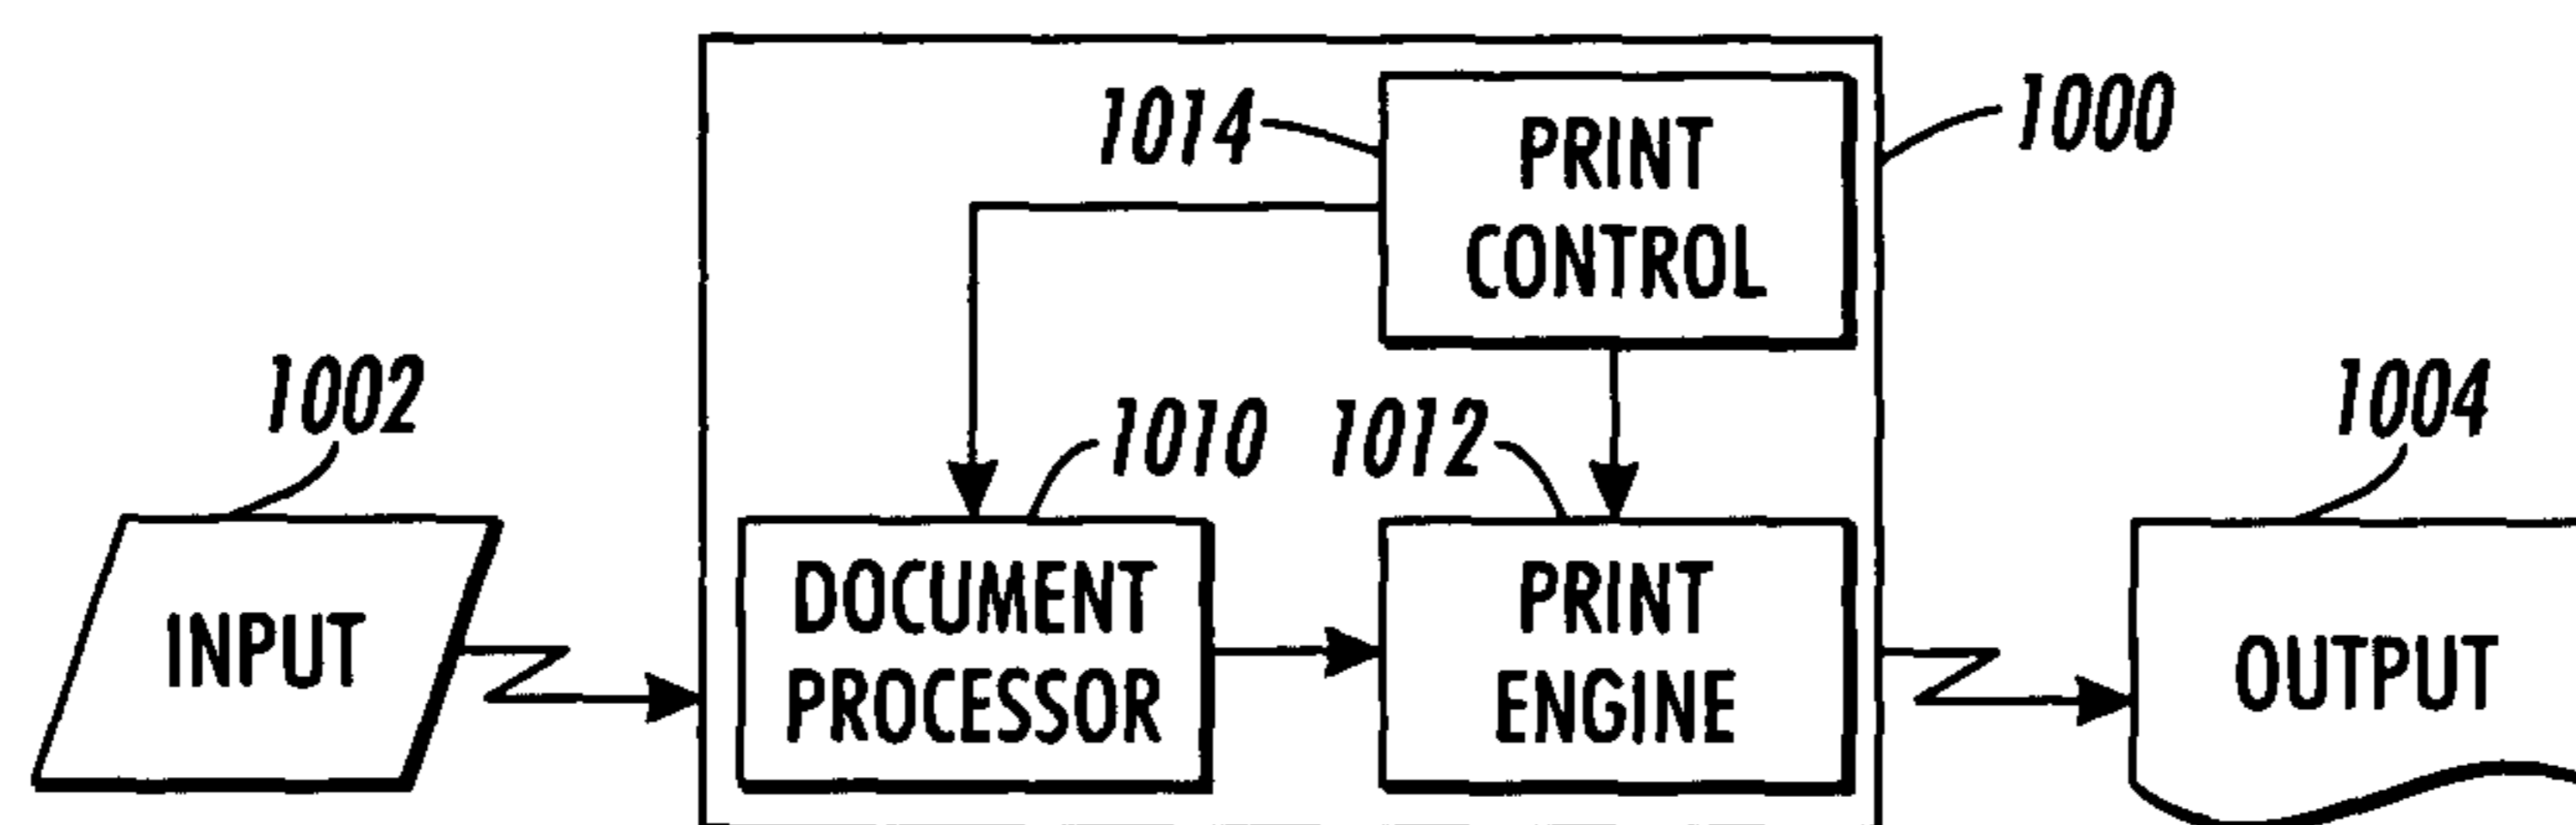 1014
PRINT
CONTROL
1000
1002
1010
1012
1004
INPUT
DOCUMENT
PROCESSOR
PRINT
ENGINE
OUTPUT